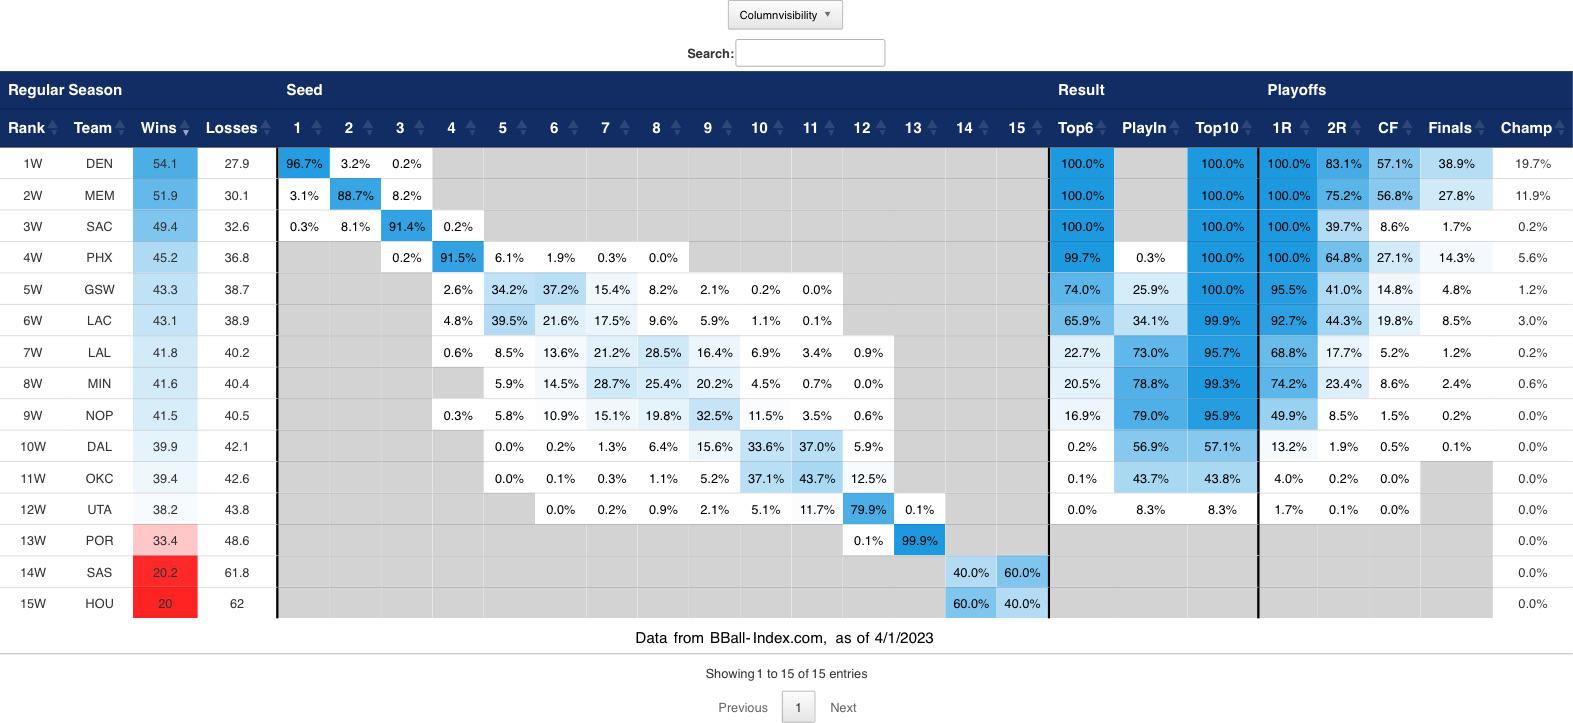 Columnvisibility ▼
Search:
Regular Season Seed Result Playoffs
Rank Team Wins Losses 1 2 3 4 5 6 7 8 9 10 11 12 13 14 15 Top6 PlayIn Top10 1R 2R CF Finals Champ
1W DEN 54.1 27.9 96.7% 3.2% 0.2% 100.0% 100.0% 100.0% 83.1% 57.1% 38.9% 19.7%
2W MEM 51.9 30.1 3.1% 88.7% 8.2% 100.0% 100.0% 100.0% 75.2% 56.8% 27.8% 11.9%
3W SAC 49.4 32.6 0.3% 8.1% 91.4% 0.2% 100.0% 100.0% 100.0% 39.7% 8.6% 1.7% 0.2%
4W PHX 45.2 36.8 0.2% 91.5% 6.1% 1.9% 0.3% 0.0% 99.7% 0.3% 100.0% 100.0% 64.8% 27.1% 14.3% 5.6%
5W GSW 43.3 38.7 2.6% 34.2% 37.2% 15.4% 8.2% 2.1% 0.2% 0.0% 74.0% 25.9% 100.0% 95.5% 41.0% 14.8% 4.8% 1.2%
6W LAC 43.1 38.9 4.8% 39.5% 21.6% 17.5% 9.6% 5.9% 1.1% 0.1% 65.9% 34.1% 99.9% 92.7% 44.3% 19.8% 8.5% 3.0%
7W LAL 41.8 40.2 0.6% 8.5% 13.6% 21.2% 28.5% 16.4% 6.9% 3.4% 0.9% 22.7% 73.0% 95.7% 68.8% 17.7% 5.2% 1.2% 0.2%
8W MIN 41.6 40.4 5.9% 14.5% 28.7% 25.4% 20.2% 4.5% 0.7% 0.0% 20.5% 78.8% 99.3% 74.2% 23.4% 8.6% 2.4% 0.6%
9W NOP 41.5 40.5 0.3% 5.8% 10.9% 15.1% 19.8% 32.5% 11.5% 3.5% 0.6% 16.9% 79.0% 95.9% 49.9% 8.5% 1.5% 0.2% 0.0%
10W DAL 39.9 42.1 0.0% 0.2% 1.3% 6.4% 15.6% 33.6% 37.0% 5.9% 0.2% 56.9% 57.1% 13.2% 1.9% 0.5% 0.1% 0.0%
11W OKC 39.4 42.6 0.0% 0.1% 0.3% 1.1% 5.2% 37.1% 43.7% 12.5% 0.1% 43.7% 43.8% 4.0% 0.2% 0.0% 0.0%
12W UTA 38.2 43.8 0.0% 0.2% 0.9% 2.1% 5.1% 11.7% 79.9% 0.1% 0.0% 8.3% 8.3% 1.7% 0.1% 0.0% 0.0%
13W POR 33.4 48.6 0.1% 99.9% 0.0%
14W SAS 20.2 61.8 40.0% 60.0% 0.0%
15W HOU 20 62 60.0% 40.0% 0.0%
Data from BBall-Index.com, as of 4/1/2023
Showing 1 to 15 of 15 entries
Previous 1 Next